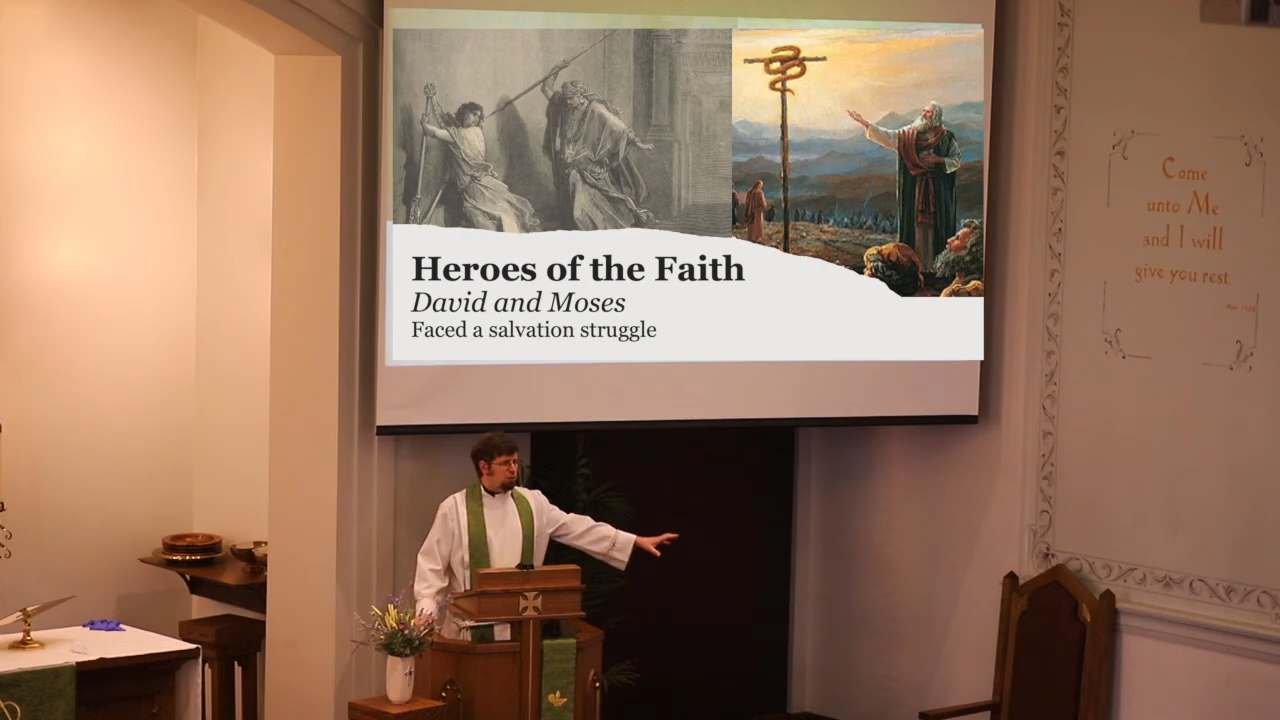 Heroes of the Faith
David and Moses
Faced a salvation struggle
Come
unto Me
and I will
give you rest